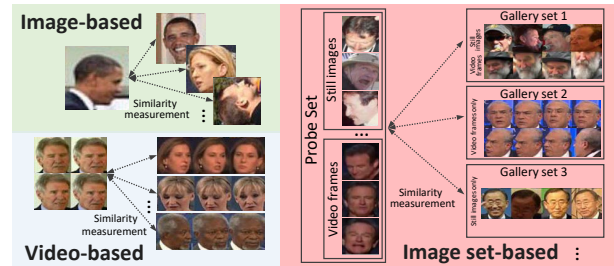 Image-based
Similarity
measurement
...
Similarity
measurement
...
Video-based
Probe Set
Still images
...
Video frames
Similarity
measurement
Gallery set 1
Still
images
Video
frames
Gallery set 2
Video frames only
Gallery set 3
Still images only
Image set-based
...